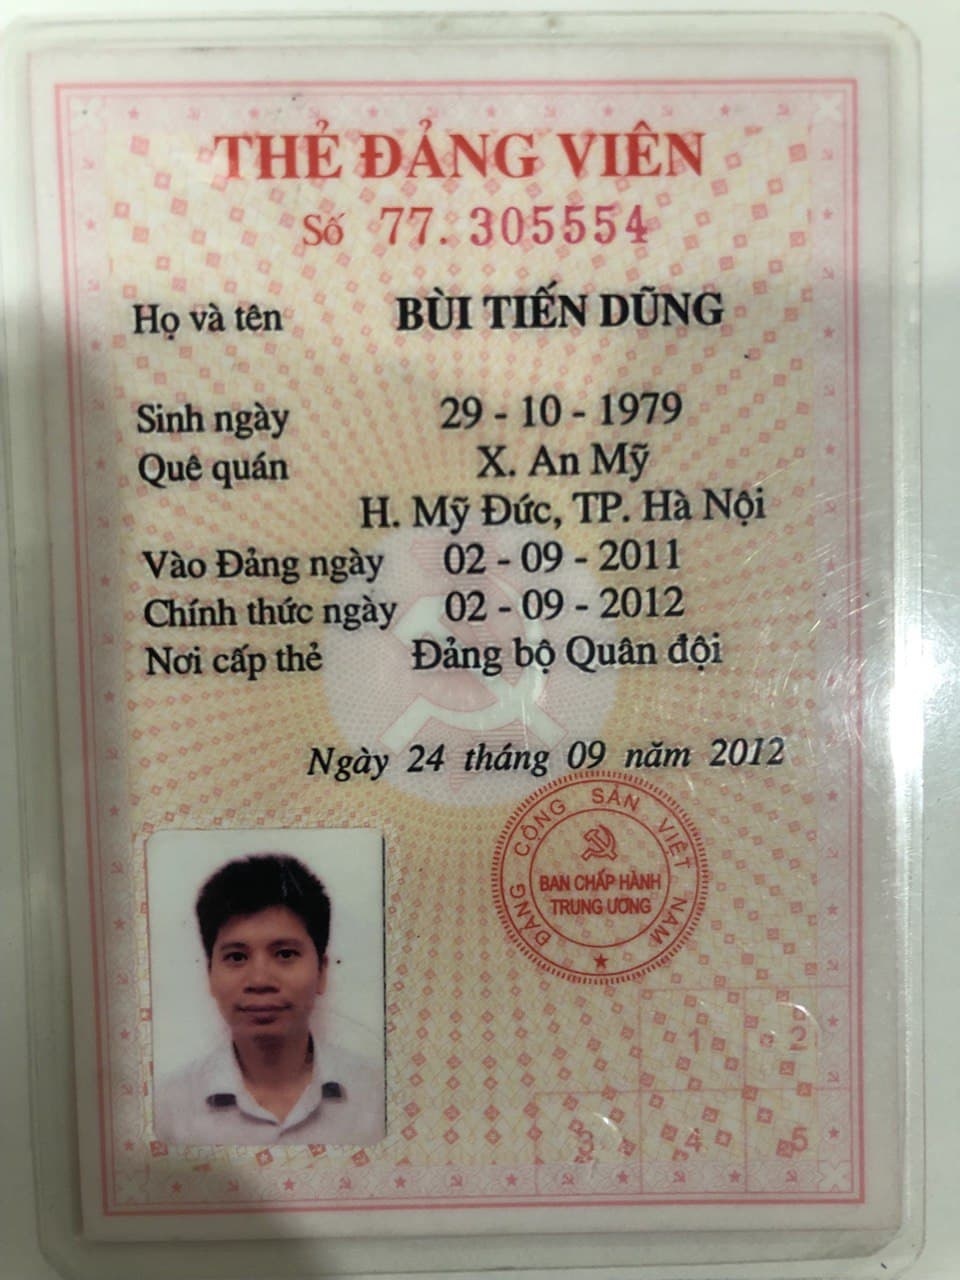 THẺ ĐẢNG VIÊN
Số 77. 305554
Họ và tên BÙI TIẾN DŨNG
Sinh ngày 29 - 10 - 1979
Quê quán X. An Mỹ
H. Mỹ Đức, TP. Hà Nội
Vào Đảng ngày 02 - 09 - 2011
Chính thức ngày 02 - 09 - 2012
Nơi cấp thẻ Đảng bộ Quân đội
Ngày 24 tháng 09 năm 2012
ĐẢNG CỘNG SẢN VIỆT NAM
BAN CHẤP HÀNH
TRUNG ƯƠNG
1 2
3 4 5